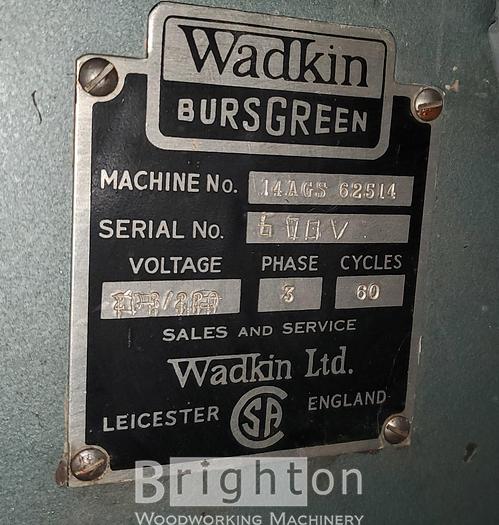 Wadkin
BURSGREEN
MACHINE No. 14AGS 62514
SERIAL No. 600V
VOLTAGE PHASE CYCLES
3 60
SALES AND SERVICE
Wadkin Ltd.
LEICESTER SA ENGLAND
Brighton
WOODWORKING MACHINERY